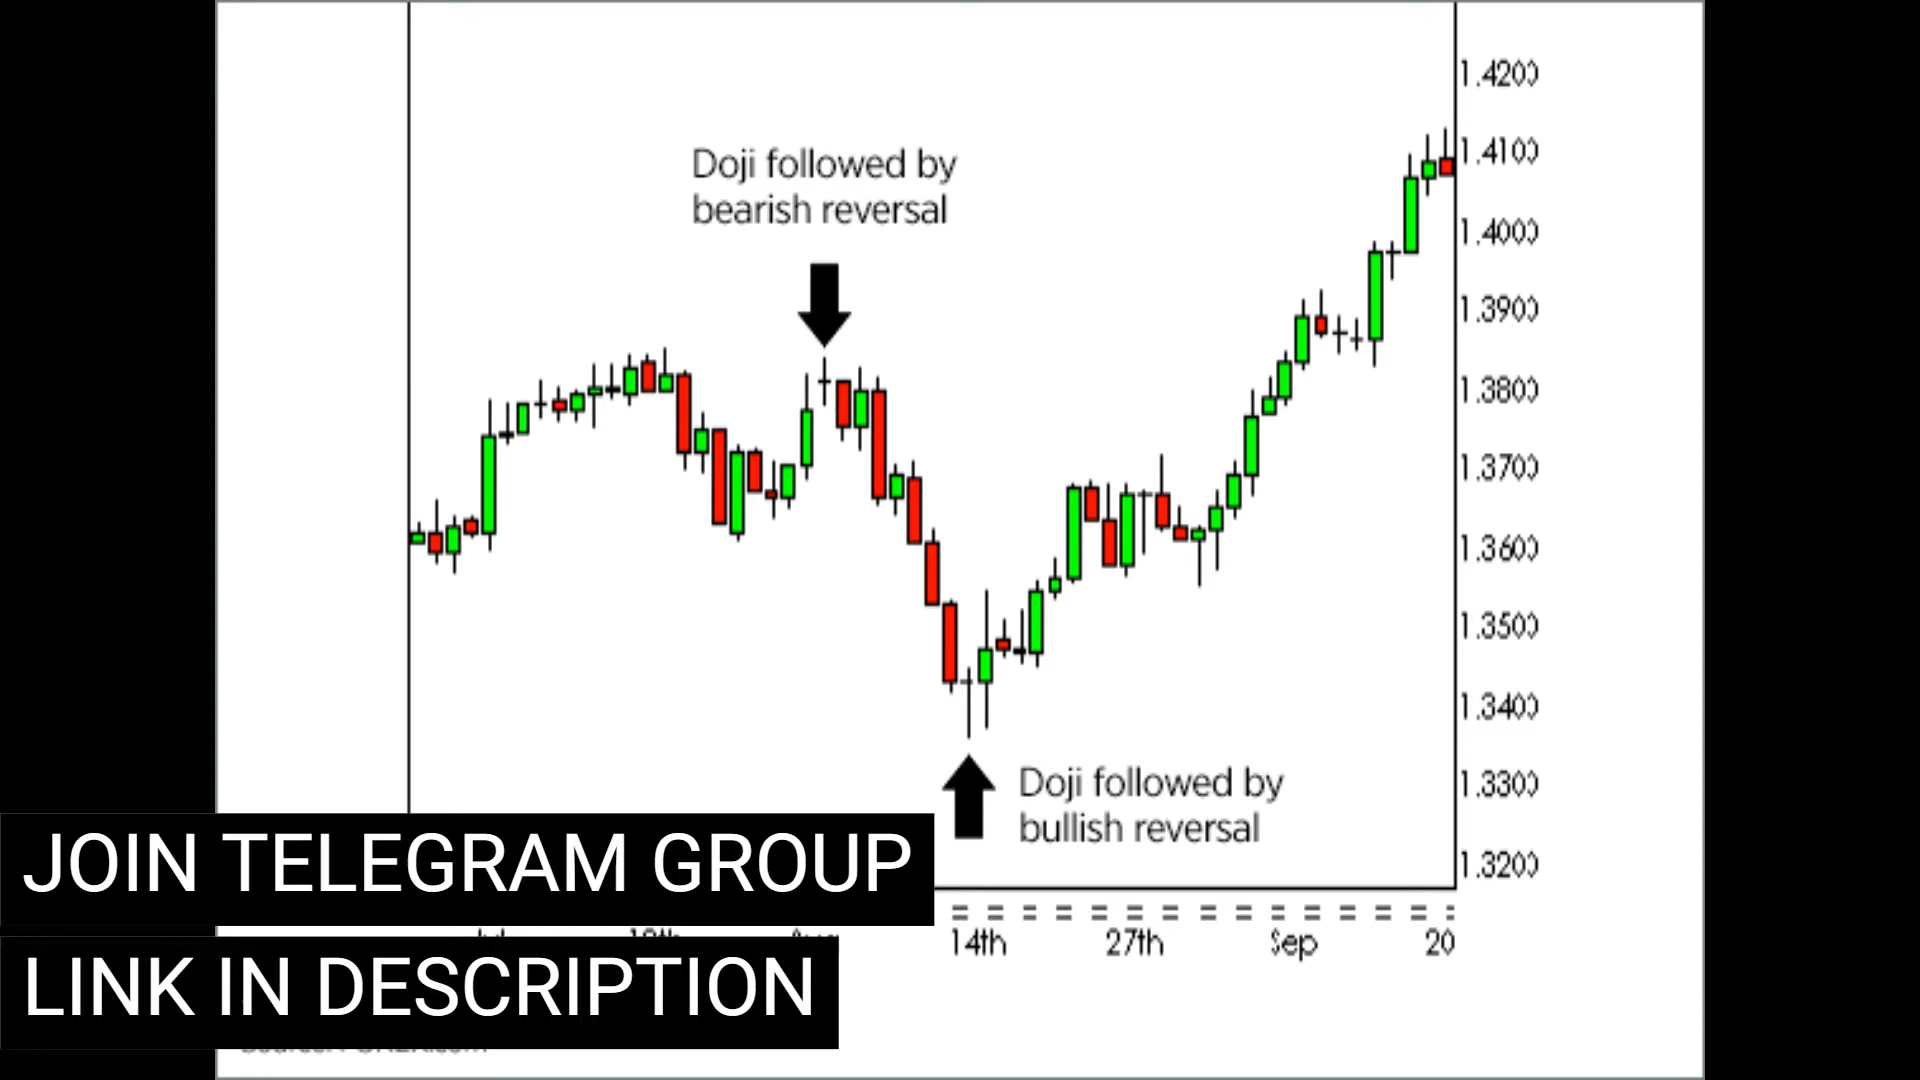 1.4200
1.4100
Doji followed by
bearish reversal
1.4000
1.3900
1.3800
1.3700
1.3600
1.3500
1.3400
Doji followed by
bullish reversal
1.3300
1.3200
JOIN TELEGRAM GROUP
14th 27th Sep 20
LINK IN DESCRIPTION